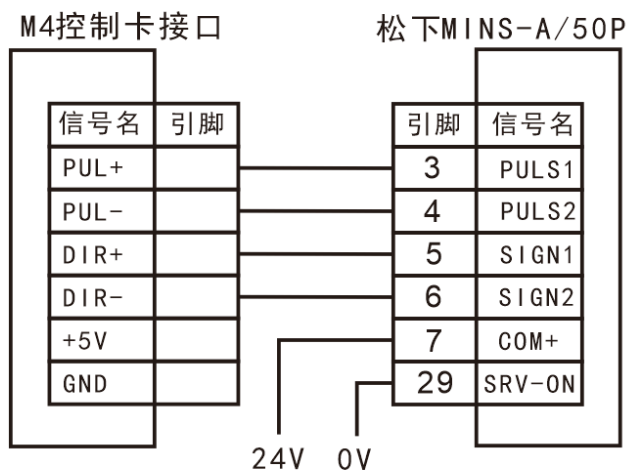 M4控制卡接口 松下MINS-A/50P
信号名 引脚 引脚 信号名
PUL+ 3 PULS1
PUL- 4 PULS2
DIR+ 5 SIGN1
DIR- 6 SIGN2
+5V 7 COM+
GND 29 SRV-ON
24V 0V